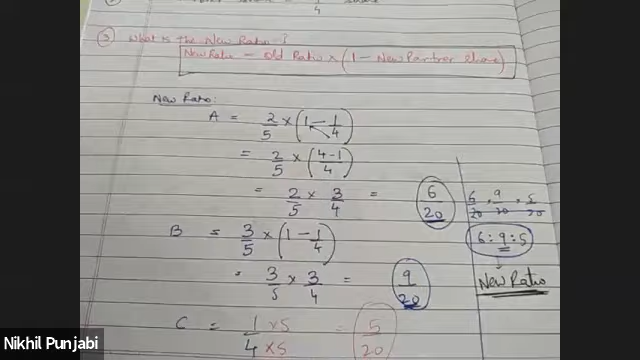 4
③ What is the New Ratio ?
New Ratio = Old Ratio × (1 - New Partner Share)
New Ratio:
A = 2/5 × (1 - 1/4)
= 2/5 × (4-1/4)
= 2/5 × 3/4 = 6/20
6/20 : 9/20 : 5/20
6 : 9 : 5
New Ratio
B = 3/5 × (1 - 1/4)
= 3/5 × 3/4 = 9/20
C = 1/4 ×5/×5 = 5/20
Nikhil Punjabi